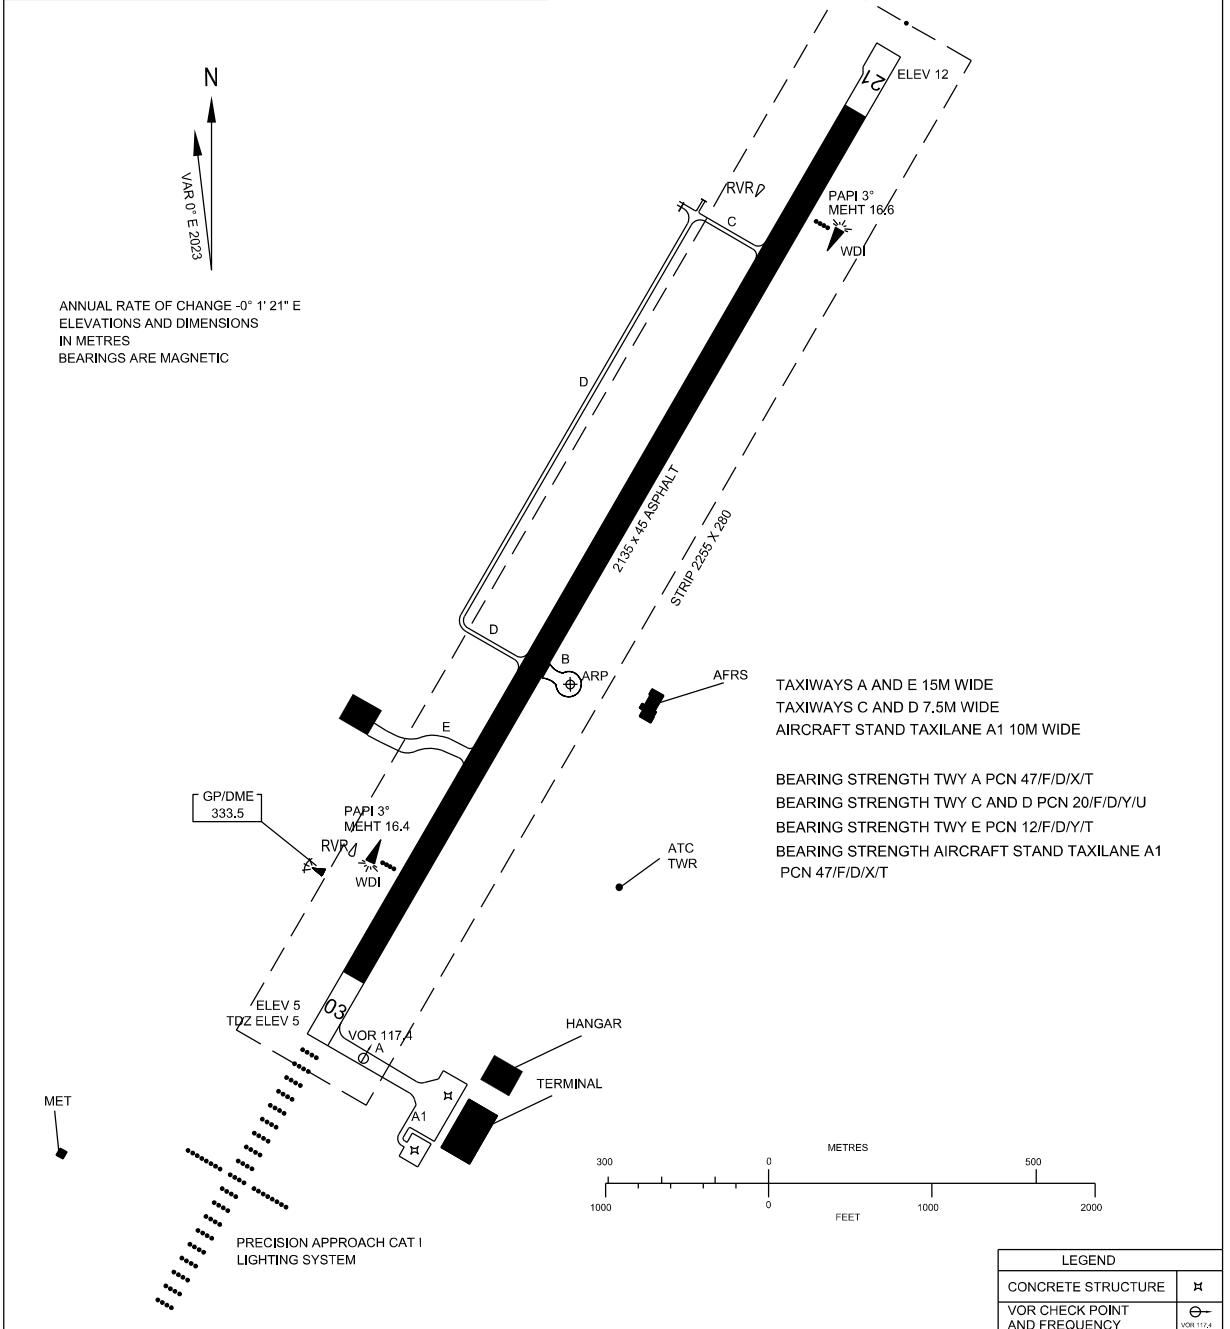 N
VAR 0° E 2023
ANNUAL RATE OF CHANGE -0° 1' 21" E
ELEVATIONS AND DIMENSIONS
IN METRES
BEARINGS ARE MAGNETIC
21
ELEV 12
RVR
C
PAPI 3°
MEHT 16.6
WDI
D
2135 x 45 ASPHALT
STRIP 2255 X 280
D
B
ARP
AFRS
E
TAXIWAYS A AND E 15M WIDE
TAXIWAYS C AND D 7.5M WIDE
AIRCRAFT STAND TAXILANE A1 10M WIDE
BEARING STRENGTH TWY A PCN 47/F/D/X/T
BEARING STRENGTH TWY C AND D PCN 20/F/D/Y/U
BEARING STRENGTH TWY E PCN 12/F/D/Y/T
BEARING STRENGTH AIRCRAFT STAND TAXILANE A1
PCN 47/F/D/X/T
GP/DME
333.5
PAPI 3°
MEHT 16.4
RVR
WDI
ATC
TWR
ELEV 5
TDZ ELEV 5
03
VOR 117.4
A
HANGAR
TERMINAL
A1
MET
METRES
300 0 500
1000 0 1000 2000
FEET
PRECISION APPROACH CAT I
LIGHTING SYSTEM
LEGEND
CONCRETE STRUCTURE
VOR CHECK POINT
AND FREQUENCY
VOR 117.4